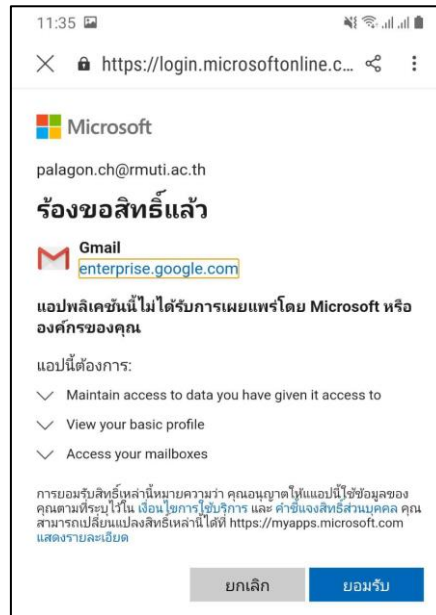 11:35
https://login.microsoftonline.c...
Microsoft
palagon.ch@rmuti.ac.th
ร้องขอสิทธิ์แล้ว
Gmail
enterprise.google.com
แอปพลิเคชันนี้ไม่ได้รับการเผยแพร่โดย Microsoft หรือ
องค์กรของคุณ
แอปนี้ต้องการ:
Maintain access to data you have given it access to
View your basic profile
Access your mailboxes
การยอมรับสิทธิ์เหล่านี้หมายความว่า คุณอนุญาตให้แอปนี้ใช้ข้อมูลของ
คุณตามที่ระบุไว้ใน เงื่อนไขการใช้บริการ และ คำชี้แจงสิทธิ์ส่วนบุคคล คุณ
สามารถเปลี่ยนแปลงสิทธิ์เหล่านี้ได้ที่ https://myapps.microsoft.com
แสดงรายละเอียด
ยกเลิก
ยอมรับ